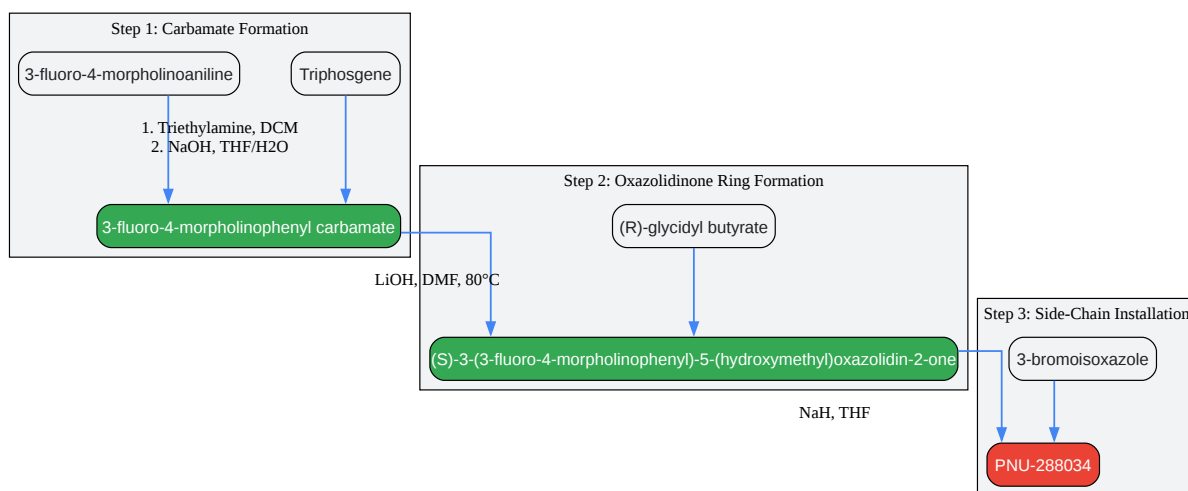 Step 1: Carbamate Formation
3-fluoro-4-morpholinoaniline
Triphosgene
1. Triethylamine, DCM
2. NaOH, THF/H2O
3-fluoro-4-morpholinophenyl carbamate
Step 2: Oxazolidinone Ring Formation
(R)-glycidyl butyrate
LiOH, DMF, 80°C
(S)-3-(3-fluoro-4-morpholinophenyl)-5-(hydroxymethyl)oxazolidin-2-one
Step 3: Side-Chain Installation
3-bromoisoxazole
NaH, THF
PNU-288034